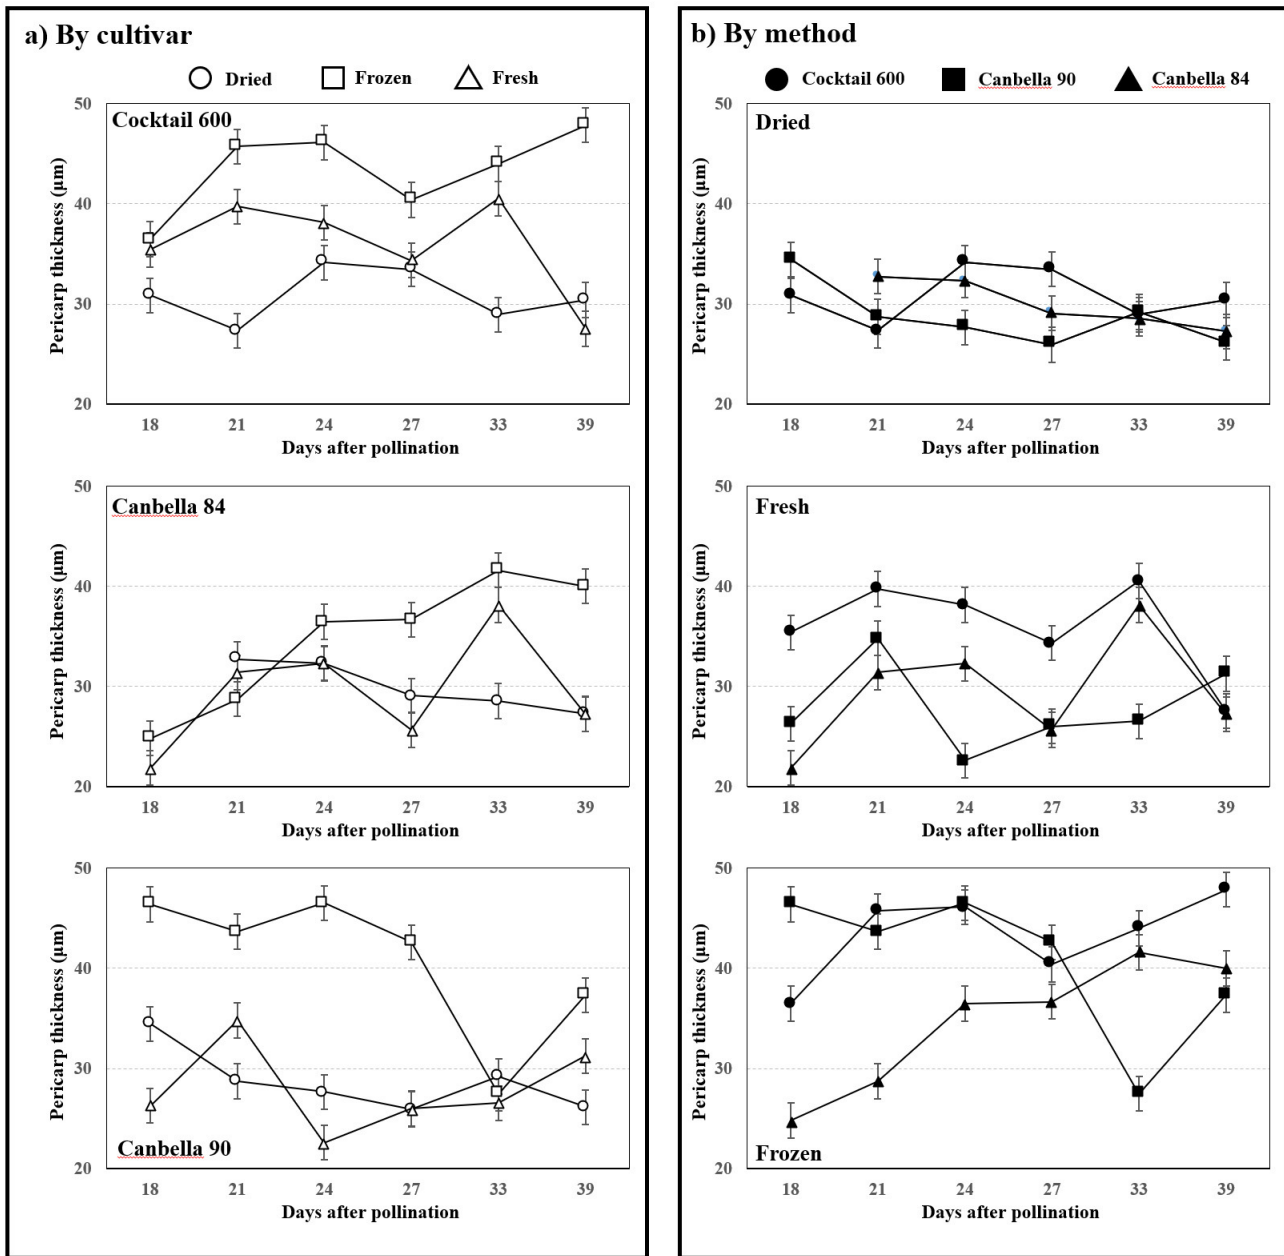 a) By cultivar
Dried Frozen Fresh
Cocktail 600
50
40
30
20
Pericarp thickness (μm)
18 21 24 27 33 39
Days after pollination
Canbella 84
50
40
30
20
Pericarp thickness (μm)
18 21 24 27 33 39
Days after pollination
50
40
30
20
Pericarp thickness (μm)
Canbella 90
18 21 24 27 33 39
Days after pollination
b) By method
Cocktail 600 Canbella 90 Canbella 84
Dried
50
40
30
20
Pericarp thickness (μm)
18 21 24 27 33 39
Days after pollination
Fresh
50
40
30
20
Pericarp thickness (μm)
18 21 24 27 33 39
Days after pollination
50
40
30
20
Pericarp thickness (μm)
Frozen
18 21 24 27 33 39
Days after pollination